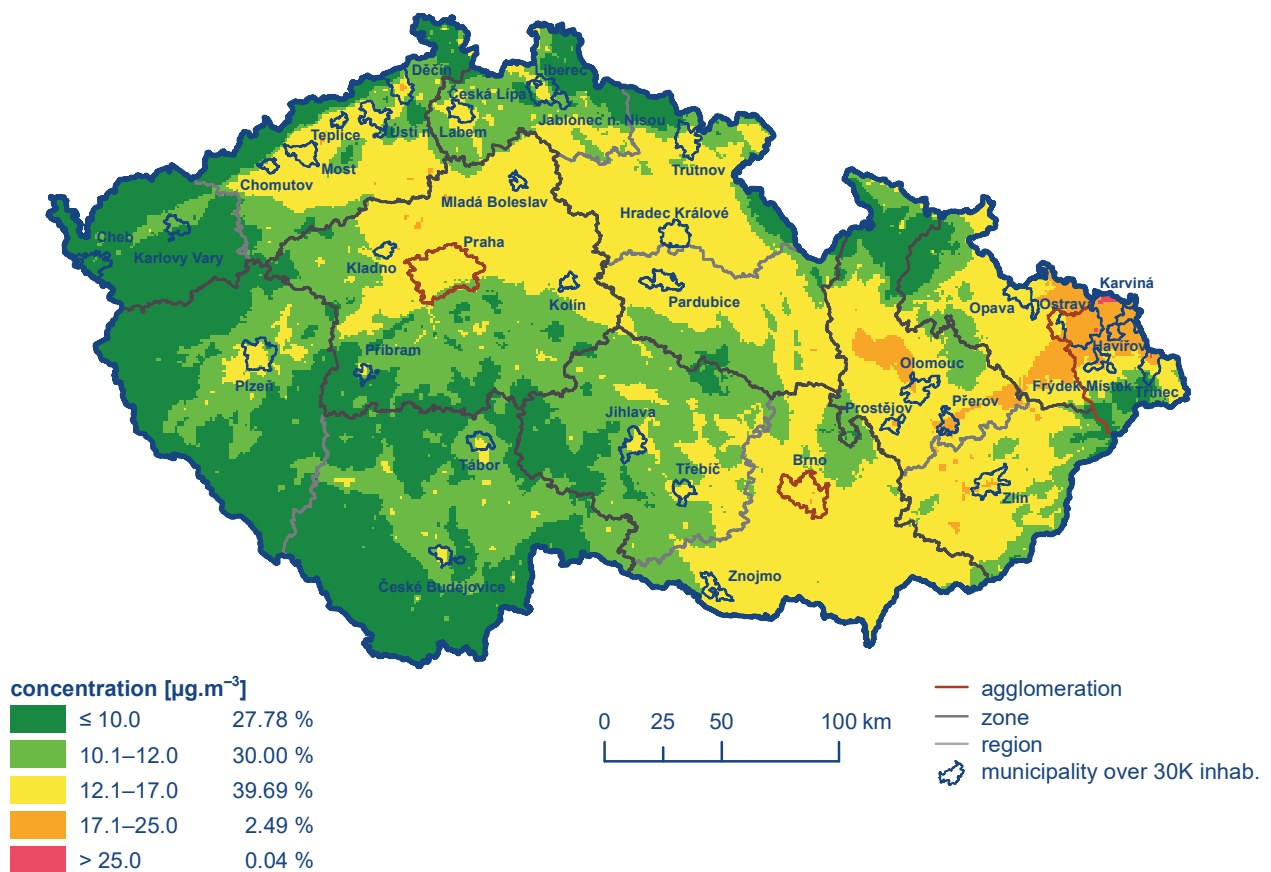 Děčín
Liberec
Česká Lípa
Jablonec n. Nisou
Ústí n. Labem
Teplice
Most
Chomutov
Trutnov
Mladá Boleslav
Hradec Králové
Cheb
Karlovy Vary
Praha
Kladno
Kolín
Pardubice
Karviná
Opava
Ostrava
Havířov
Příbram
Plzeň
Olomouc
Frýdek Místek
Třinec
Prostějov
Přerov
Jihlava
Tábor
Třebíč
Brno
Zlín
České Budějovice
Znojmo
concentration [µg.m⁻³]
≤ 10.0 27.78 %
10.1–12.0 30.00 %
12.1–17.0 39.69 %
17.1–25.0 2.49 %
> 25.0 0.04 %
0 25 50 100 km
agglomeration
zone
region
municipality over 30K inhab.